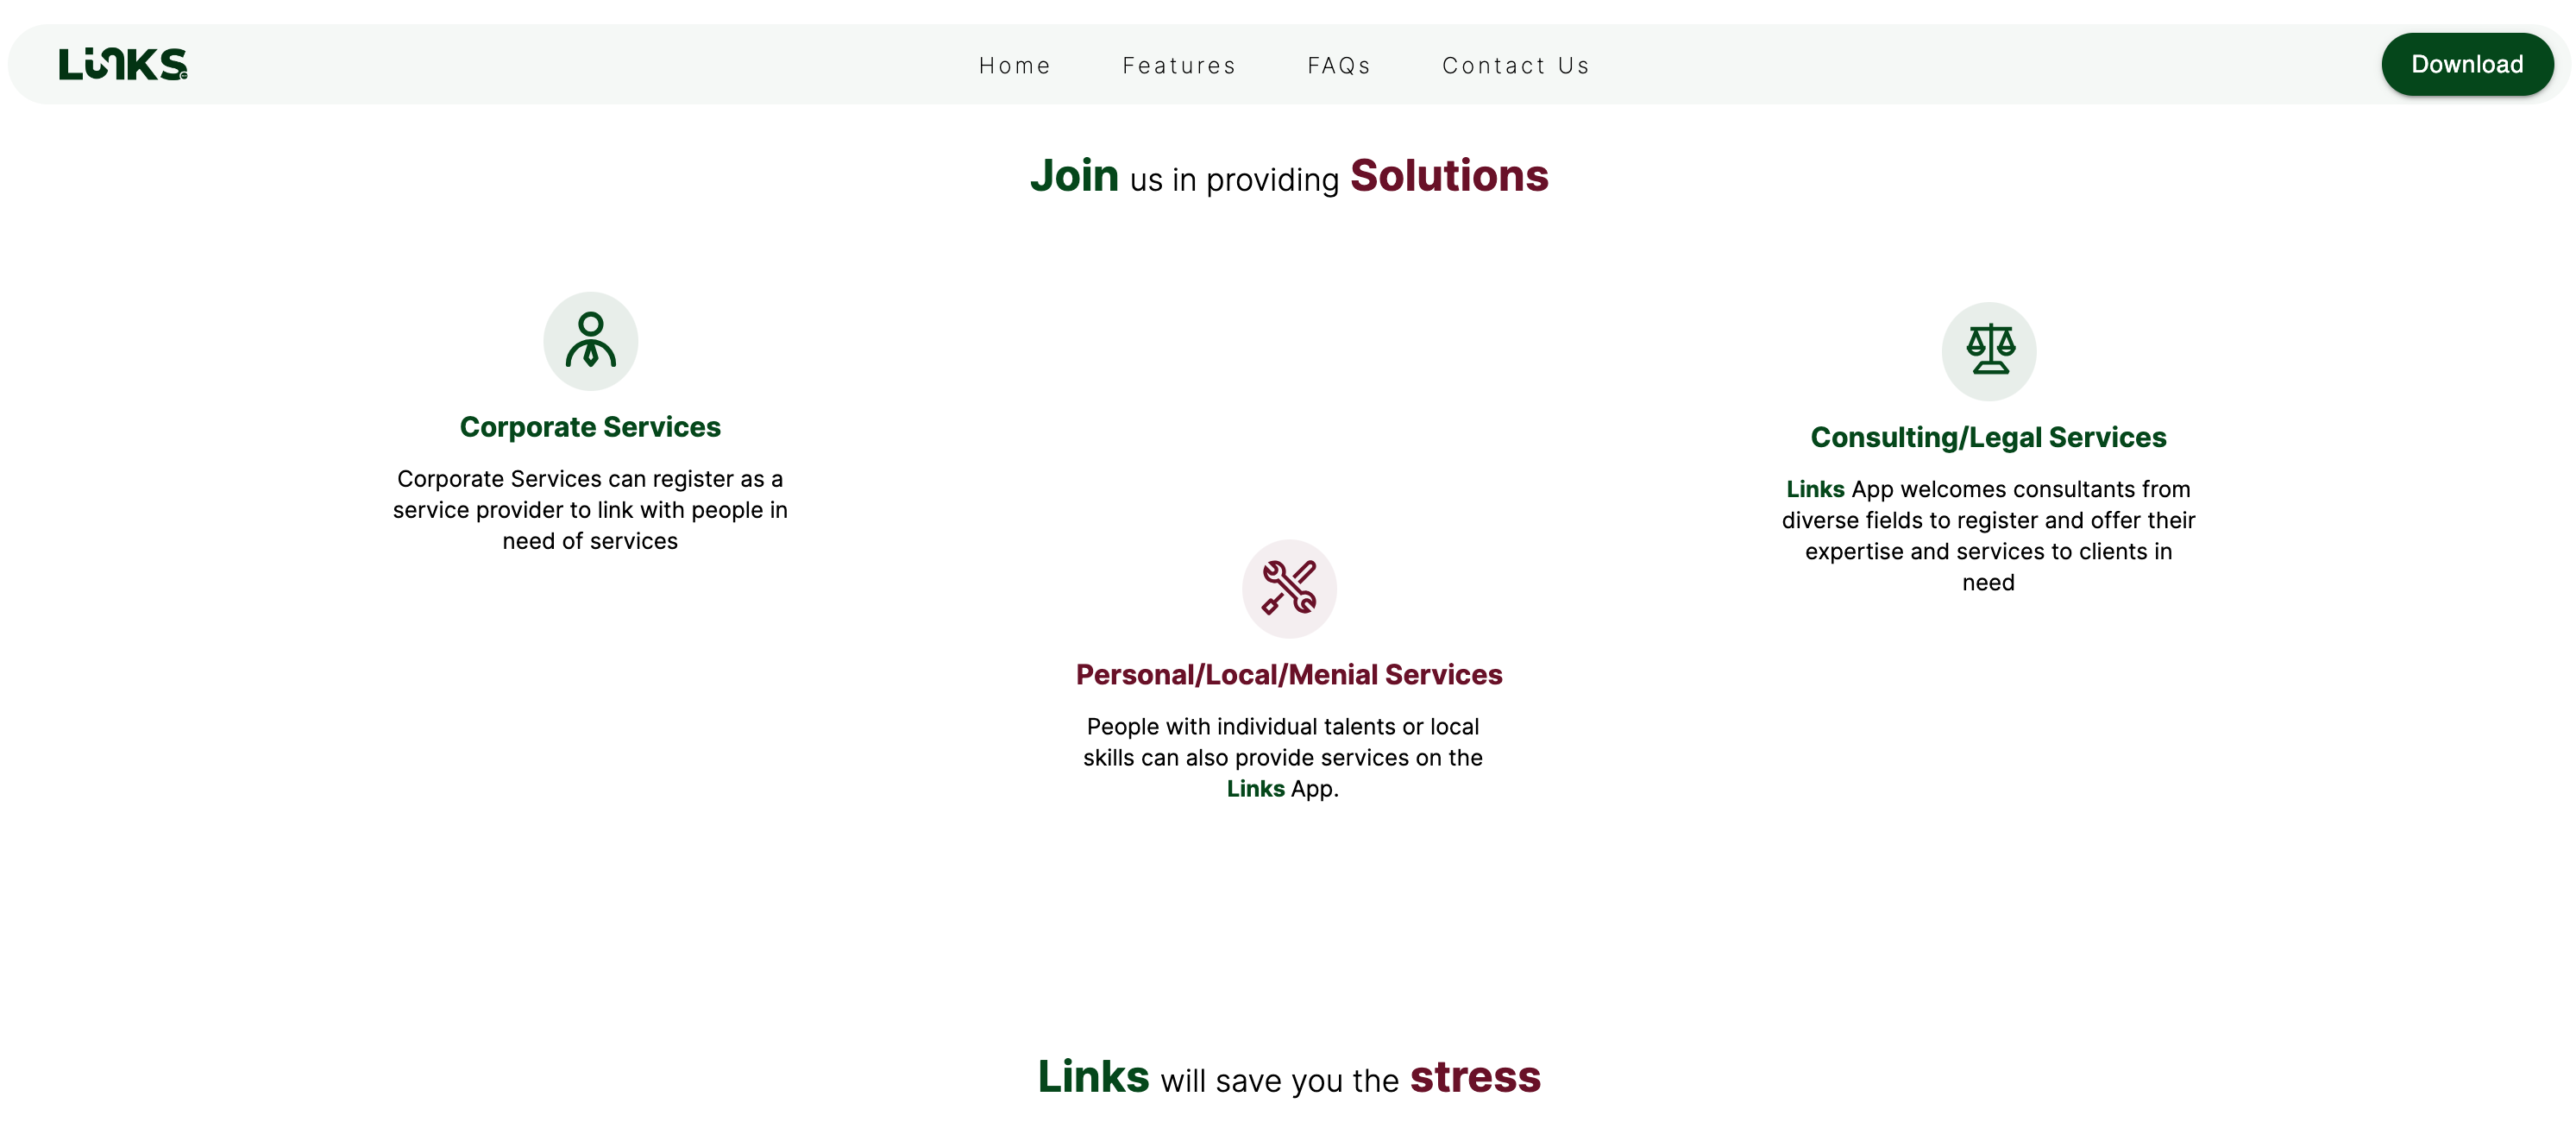 LinKS
Home Features FAQs Contact Us
Download
Join us in providing Solutions
Corporate Services
Corporate Services can register as a
service provider to link with people in
need of services
Consulting/Legal Services
Links App welcomes consultants from
diverse fields to register and offer their
expertise and services to clients in
need
Personal/Local/Menial Services
People with individual talents or local
skills can also provide services on the
Links App.
Links will save you the stress